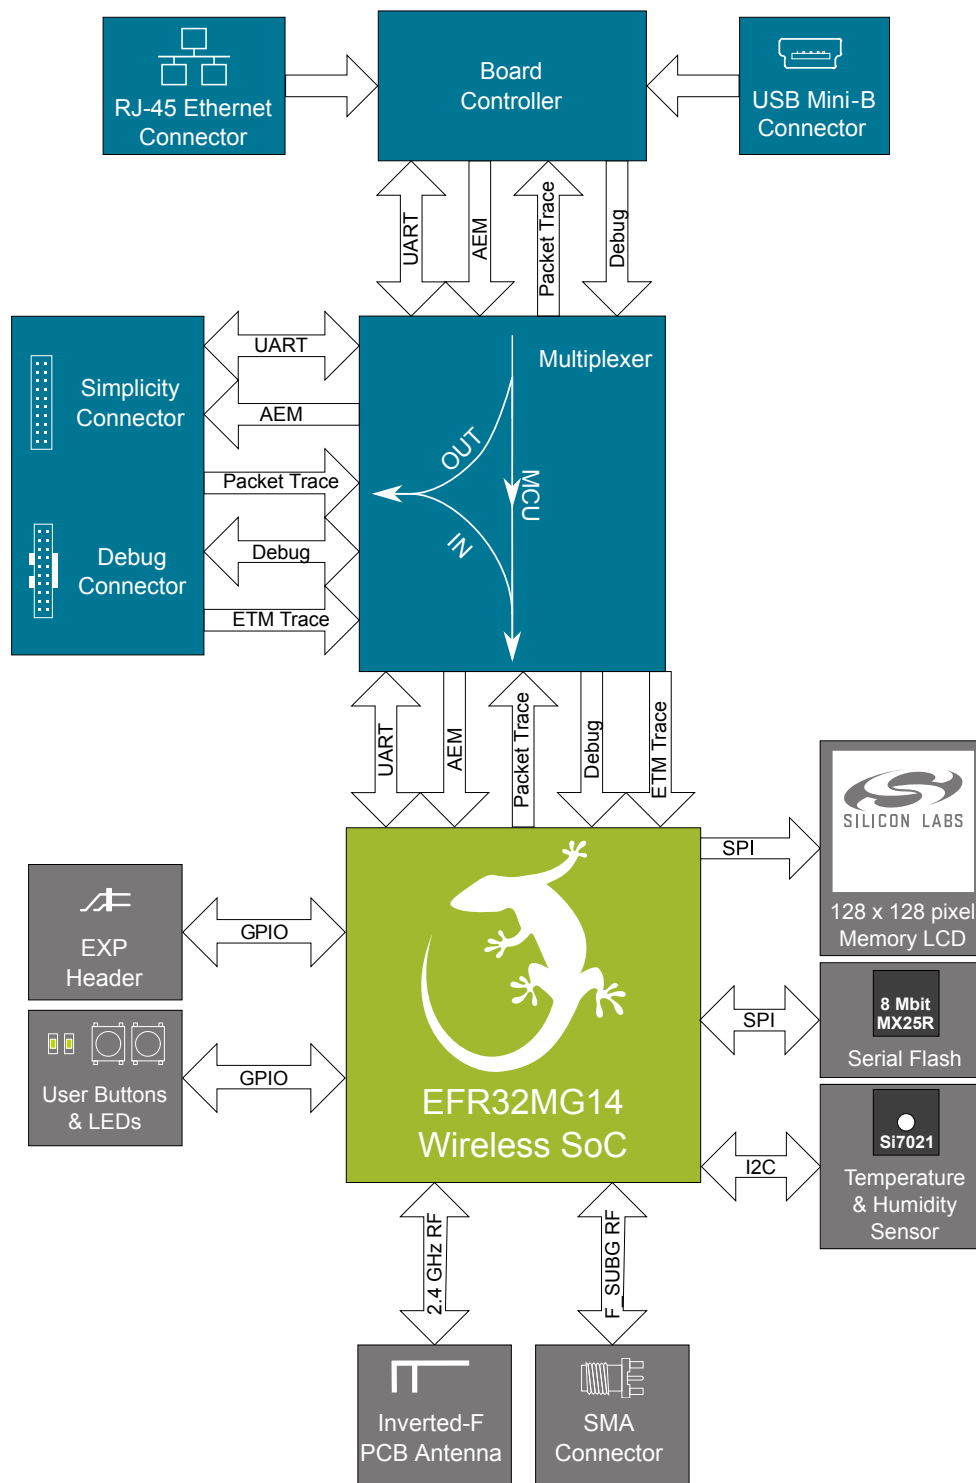 RJ-45 Ethernet
Connector
Board
Controller
USB Mini-B
Connector
UART
AEM
Packet Trace
Debug
Simplicity
Connector
Debug
Connector
UART
AEM
Packet Trace
Debug
ETM Trace
Multiplexer
OUT
MCU
IN
UART
AEM
Packet Trace
Debug
ETM Trace
EXP
Header
GPIO
User Buttons
& LEDs
GPIO
EFR32MG14
Wireless SoC
SPI
SILICON LABS
128 x 128 pixel
Memory LCD
SPI
8 Mbit
MX25R
Serial Flash
I2C
Si7021
Temperature
& Humidity
Sensor
2.4 GHz RF
F_SUBG RF
Inverted-F
PCB Antenna
SMA
Connector